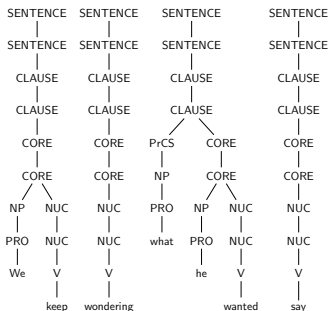 SENTENCE SENTENCE SENTENCE SENTENCE
SENTENCE SENTENCE SENTENCE SENTENCE
CLAUSE CLAUSE CLAUSE CLAUSE
CLAUSE CLAUSE CLAUSE CLAUSE
CORE CORE PrCS CORE CORE
CORE CORE NP CORE CORE
NP NUC NUC PRO NP NUC NUC
PRO NUC NUC what PRO NUC NUC
We V V he V V
keep wondering wanted say